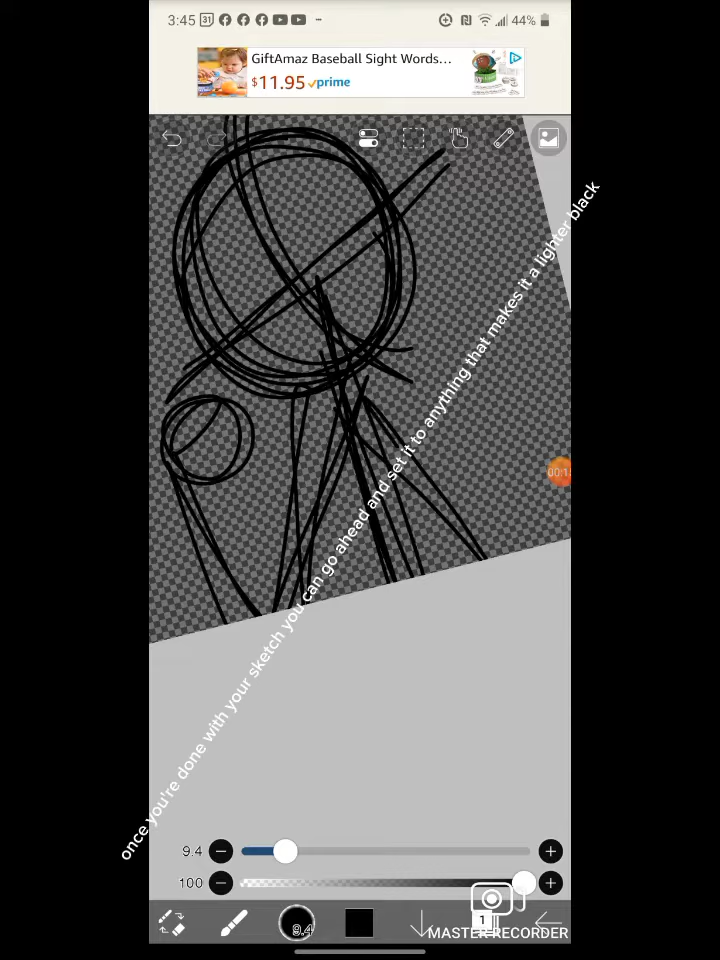 3:45 31 44%
GiftAmaz Baseball Sight Words...
$11.95 prime
once you're done with your sketch you can go ahead and set it to anything that makes it a lighter black
9.4
100
9.4
1
MASTER RECORDER